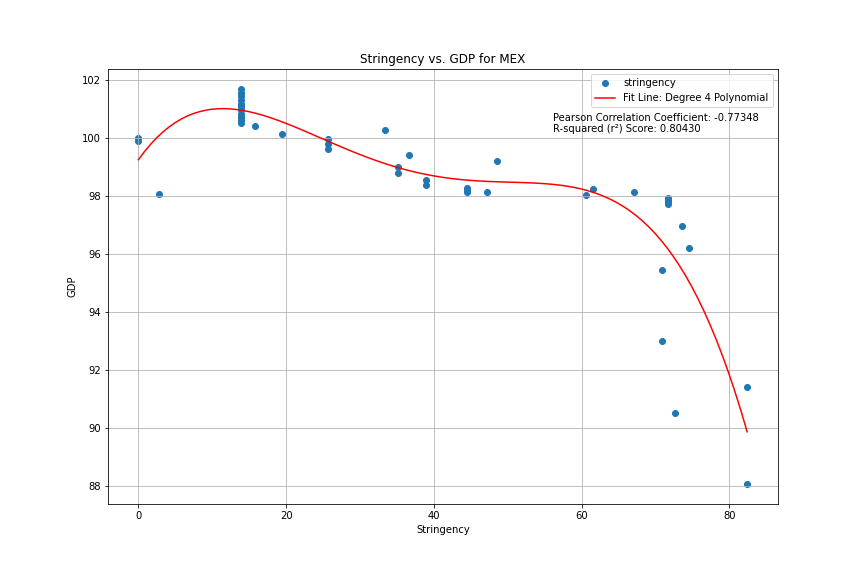 Stringency vs. GDP for MEX
stringency
Fit Line: Degree 4 Polynomial
Pearson Correlation Coefficient: -0.77348
R-squared (r²) Score: 0.80430
GDP
102
100
98
96
94
92
90
88
0 20 40 60 80
Stringency